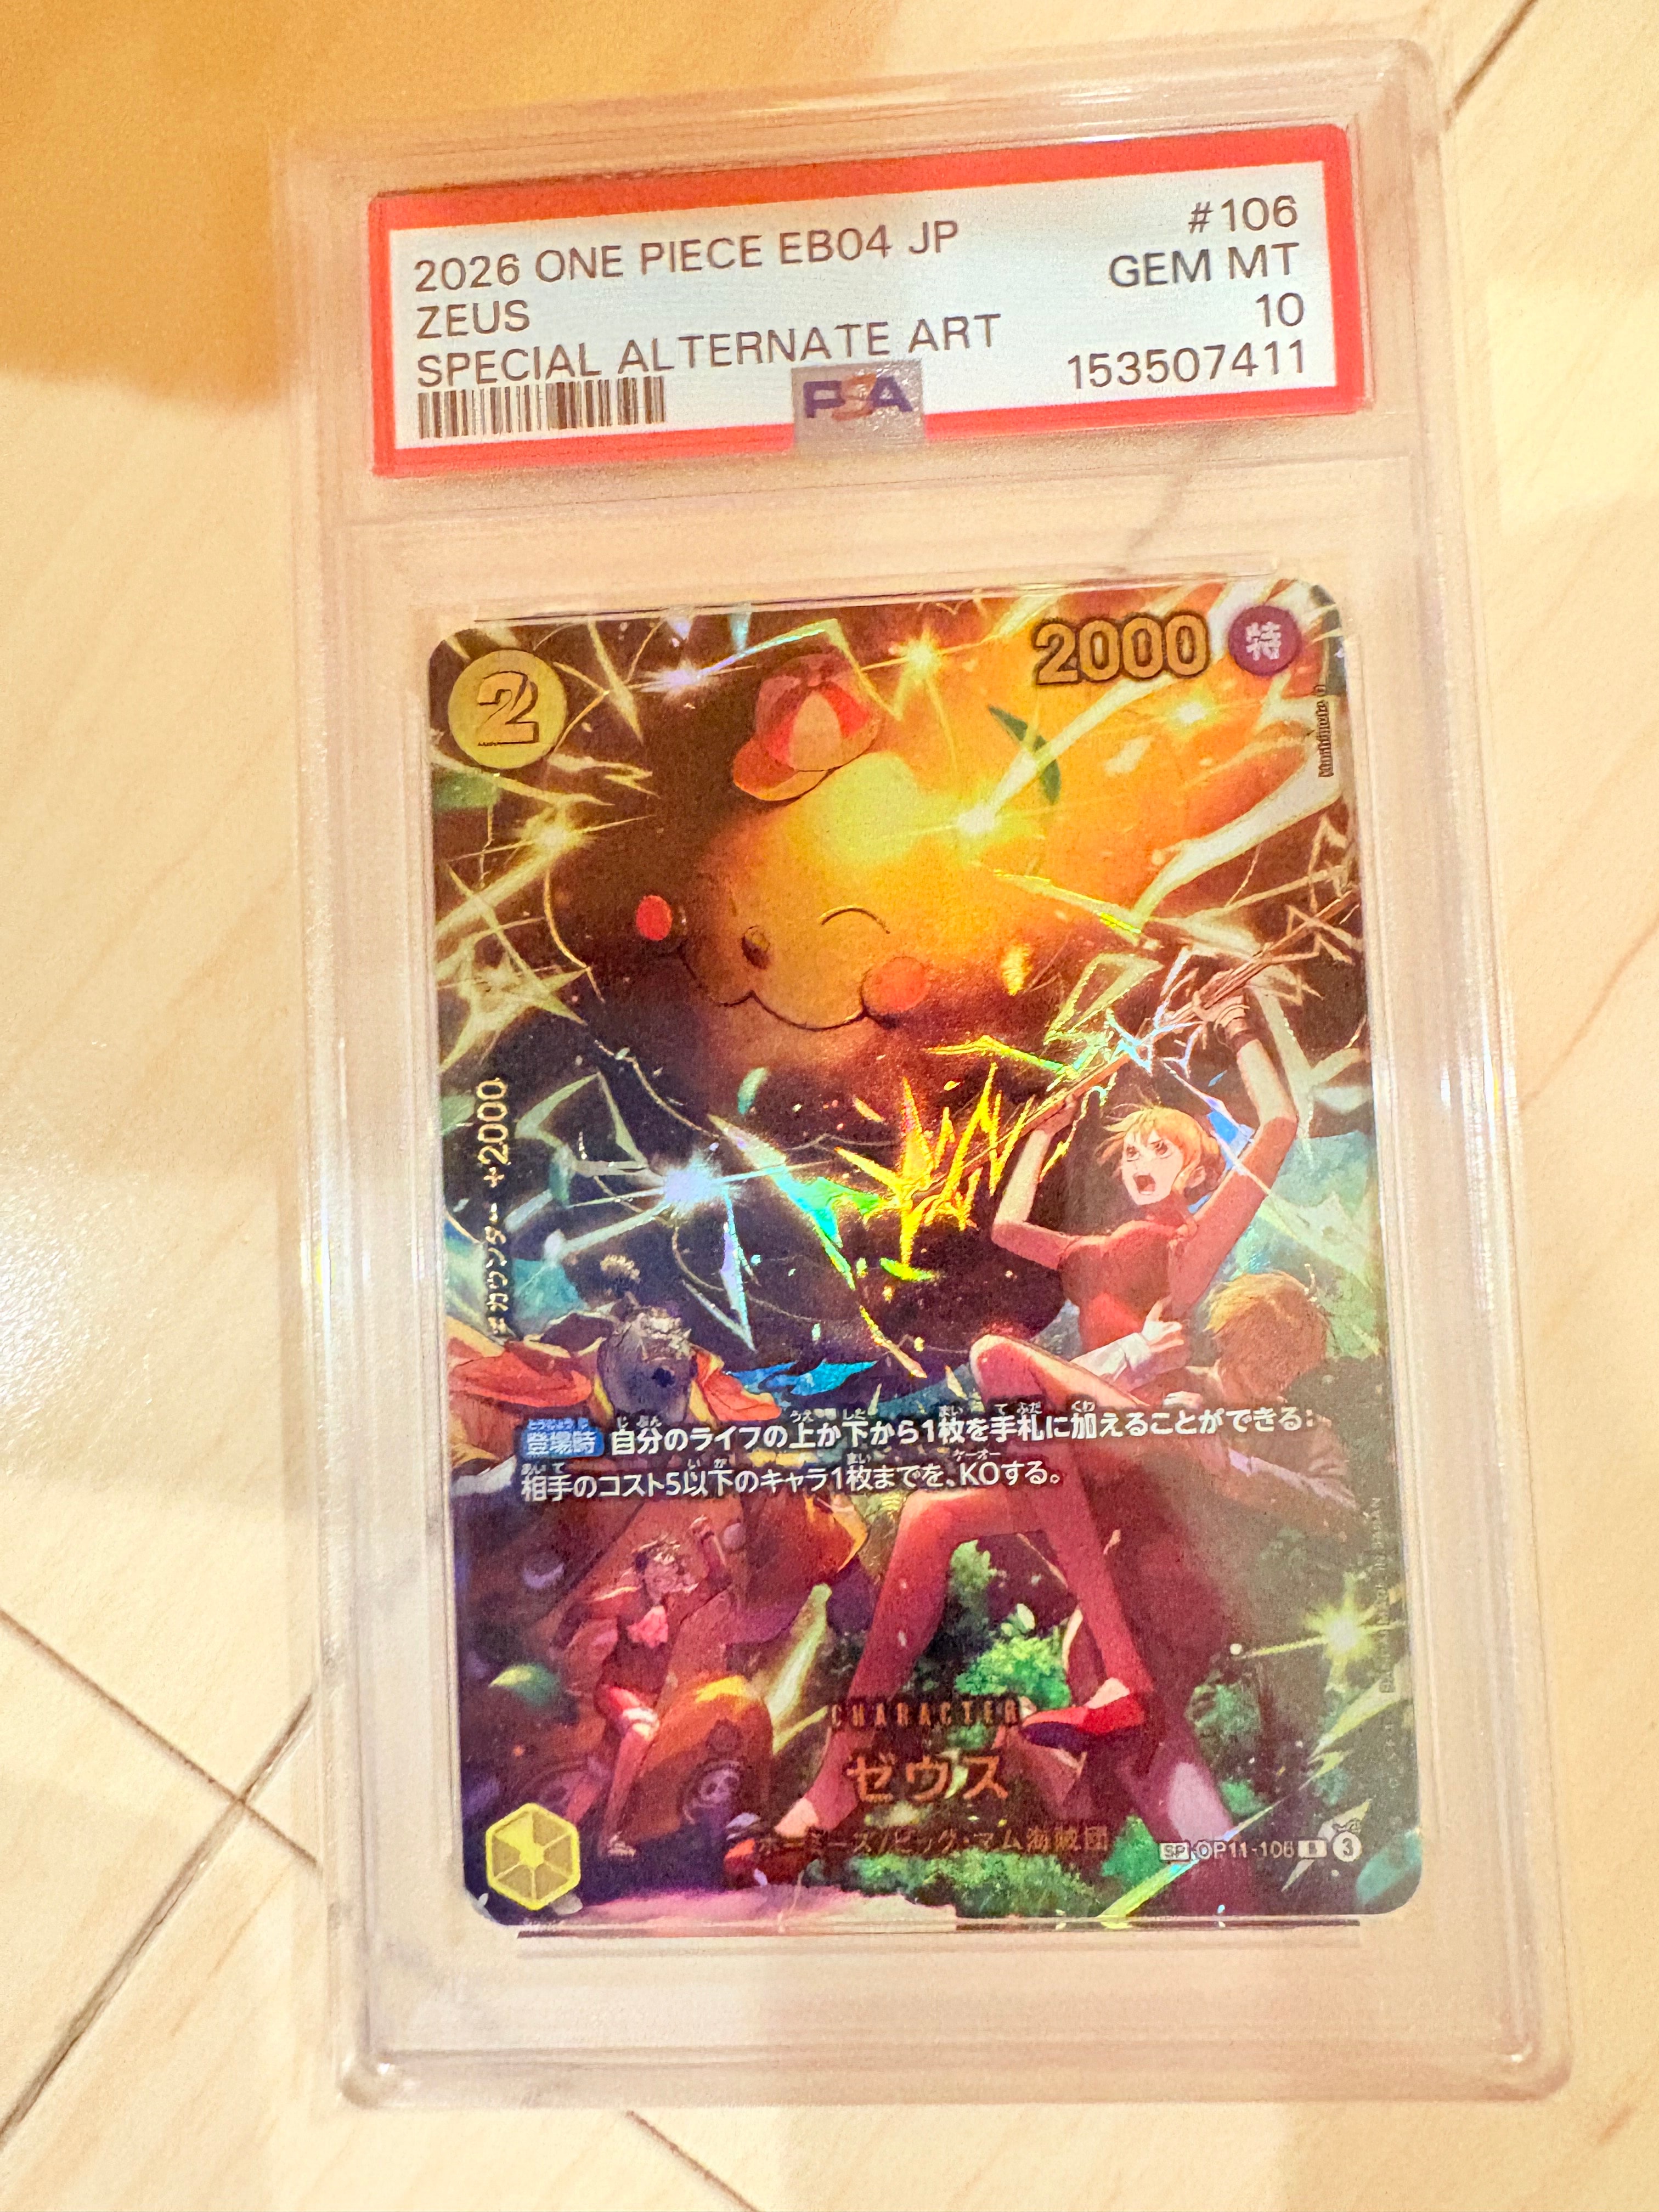 2026 ONE PIECE EB04 JP #106
ZEUS GEM MT
SPECIAL ALTERNATE ART 10
153507411
PSA
2
2000 特
カウンター +2000
登場時 自分のライフの上か下から1枚を手札に加えることができる:
相手のコスト5以下のキャラ1枚までを、KOする。
CHARACTER
ゼウス
ホーミーズ/ビッグ・マム海賊団
SP OP11-106 R 3